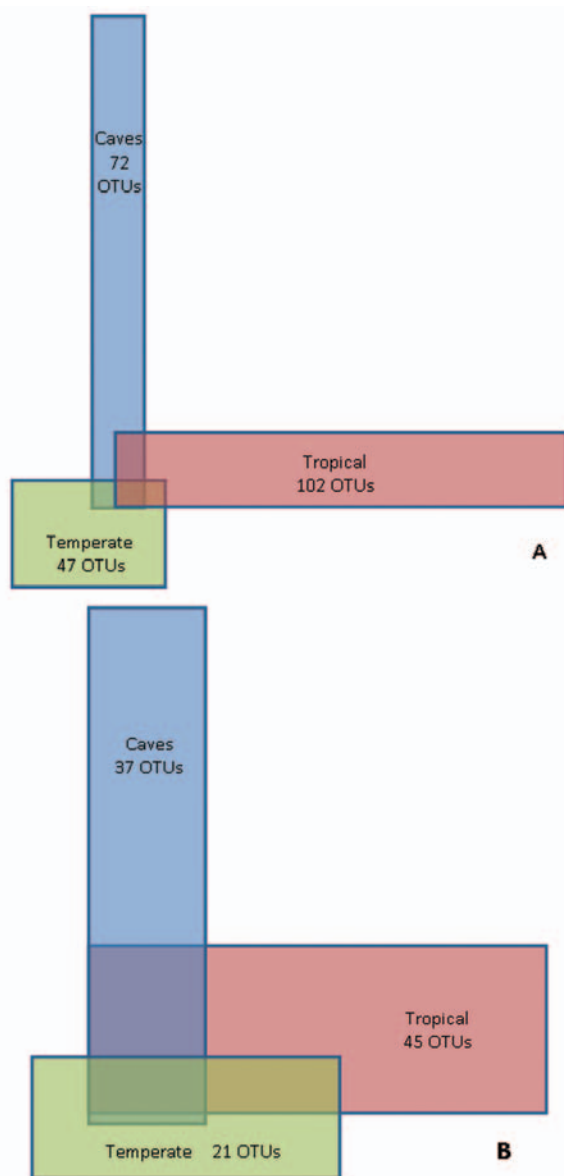 Caves
72
OTUs
Tropical
102 OTUs
Temperate
47 OTUs
A
Caves
37 OTUs
Tropical
45 OTUs
Temperate 21 OTUs
B